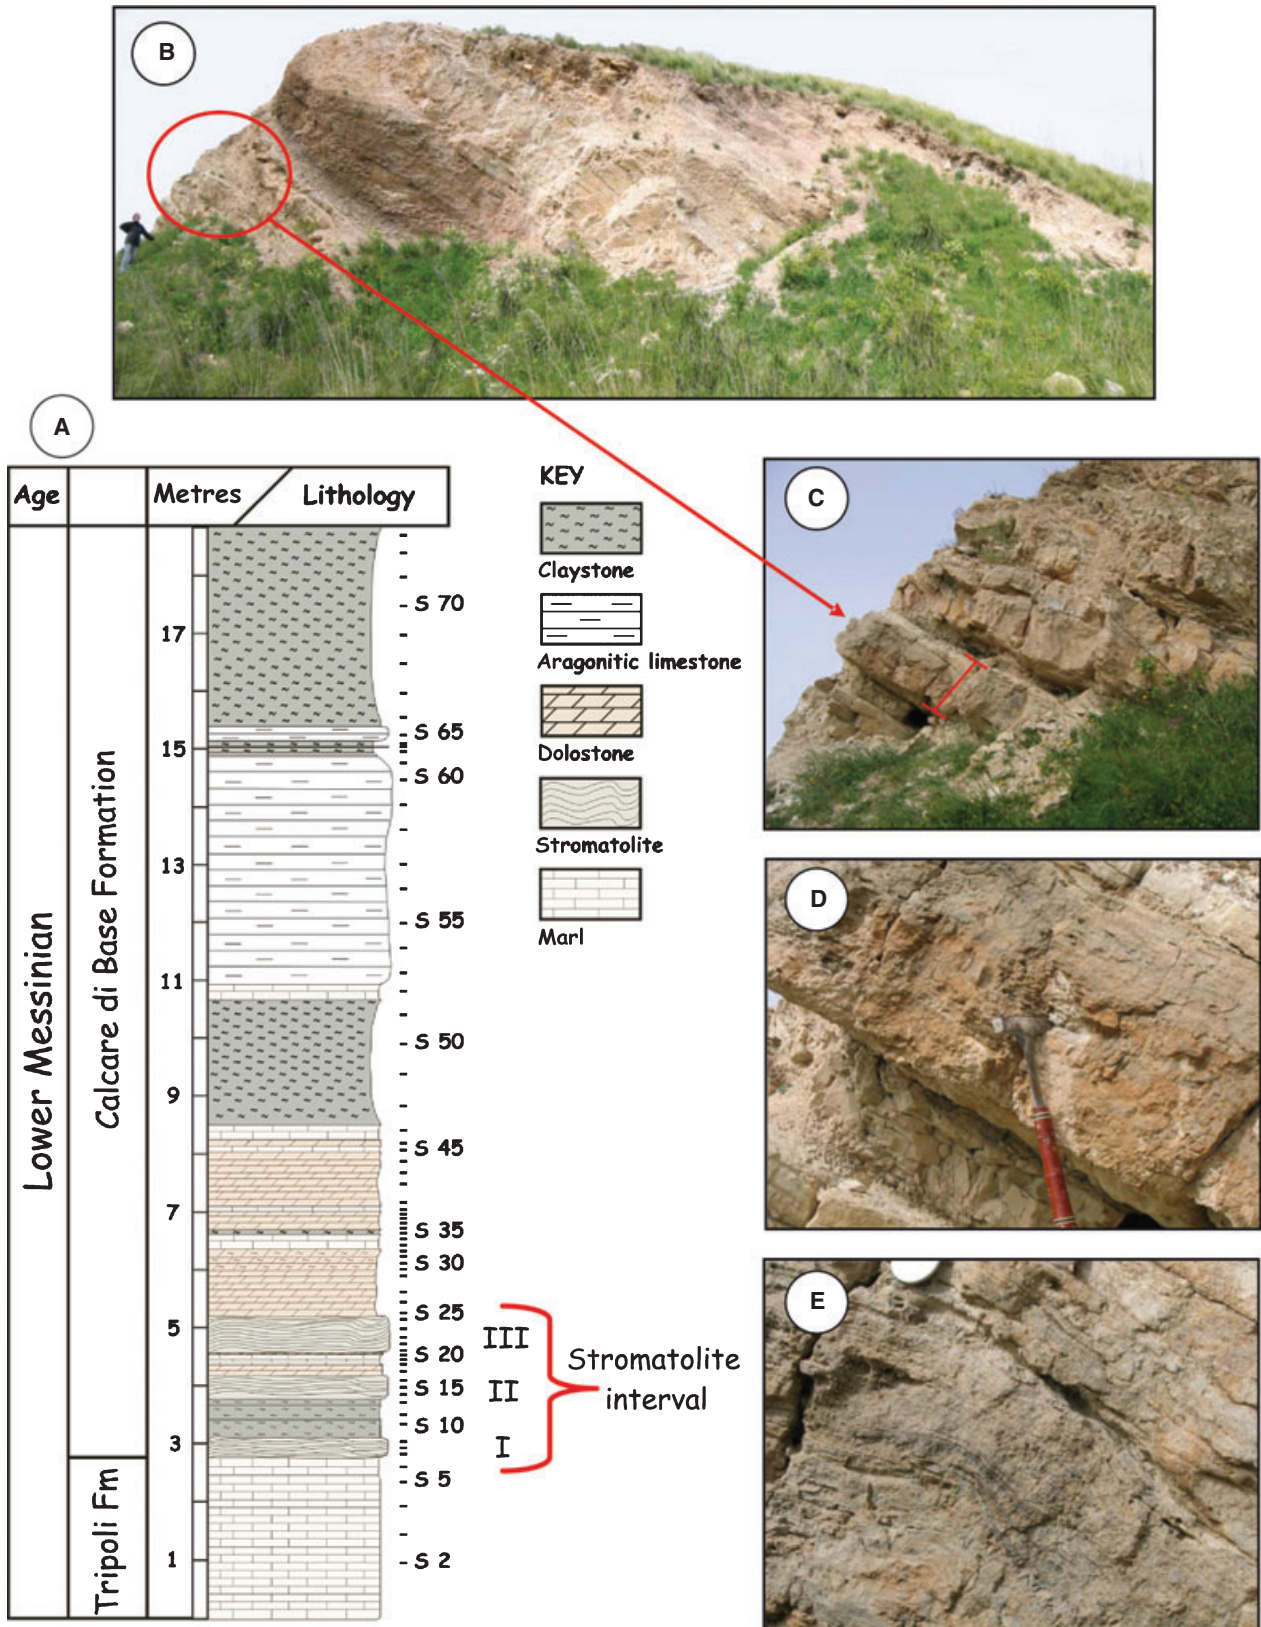 B
A
Age
Metres
Lithology
Lower Messinian
Calcare di Base Formation
Tripoli Fm
17
15
13
11
9
7
5
3
1
S 70
S 65
S 60
S 55
S 50
S 45
S 35
S 30
S 25
S 20
S 15
S 10
S 5
S 2
III
II
I
Stromatolite
interval
KEY
Claystone
Aragonitic limestone
Dolostone
Stromatolite
Marl
C
D
E